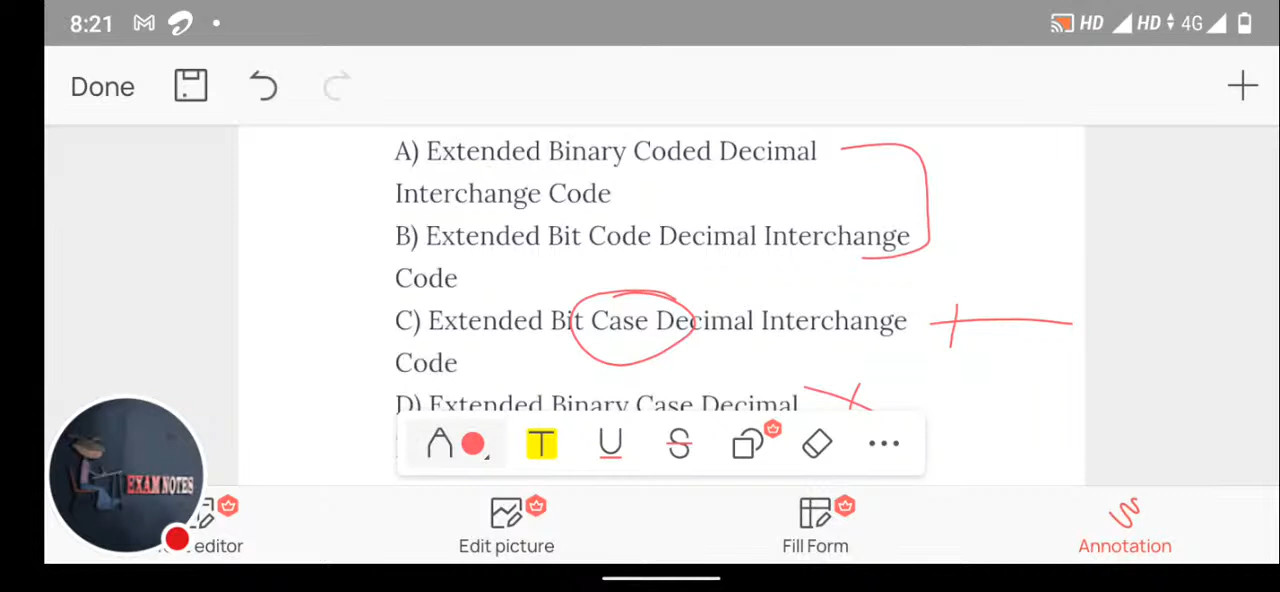 8:21 HD HD 4G
Done
A) Extended Binary Coded Decimal
Interchange Code
B) Extended Bit Code Decimal Interchange
Code
C) Extended Bit Case Decimal Interchange
Code
D) Extended Binary Case Decimal
T U S
EXAM NOTES
editor
Edit picture
Fill Form
Annotation